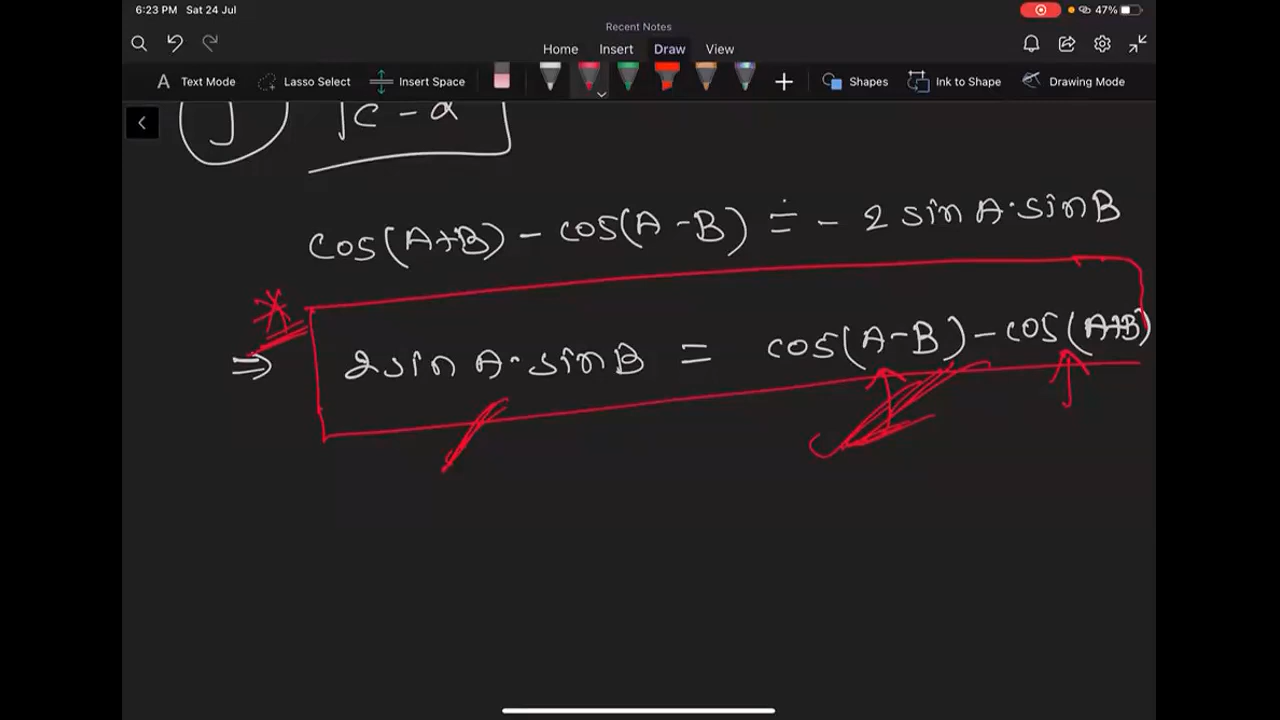 6:23 PM Sat 24 Jul 47%
Recent Notes
Home Insert Draw View
Text Mode Lasso Select Insert Space + Shapes Ink to Shape Drawing Mode
c - a
cos(A+B) - cos(A-B) = - 2 sin A · sin B
* ⇒ 2 sin A · sin B = cos(A-B) - cos(A+B)